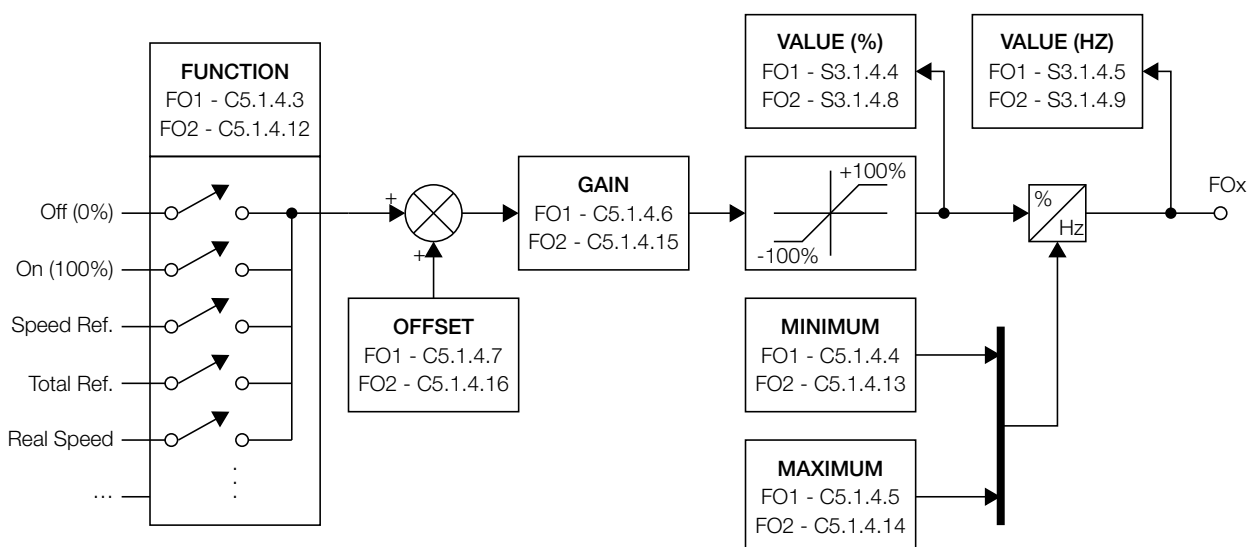 FUNCTION
FO1 - C5.1.4.3
FO2 - C5.1.4.12
Off (0%)
On (100%)
Speed Ref.
Total Ref.
Real Speed
...
+
+
OFFSET
FO1 - C5.1.4.7
FO2 - C5.1.4.16
GAIN
FO1 - C5.1.4.6
FO2 - C5.1.4.15
VALUE (%)
FO1 - S3.1.4.4
FO2 - S3.1.4.8
+100%
-100%
MINIMUM
FO1 - C5.1.4.4
FO2 - C5.1.4.13
MAXIMUM
FO1 - C5.1.4.5
FO2 - C5.1.4.14
VALUE (HZ)
FO1 - S3.1.4.5
FO2 - S3.1.4.9
%
Hz
FOx